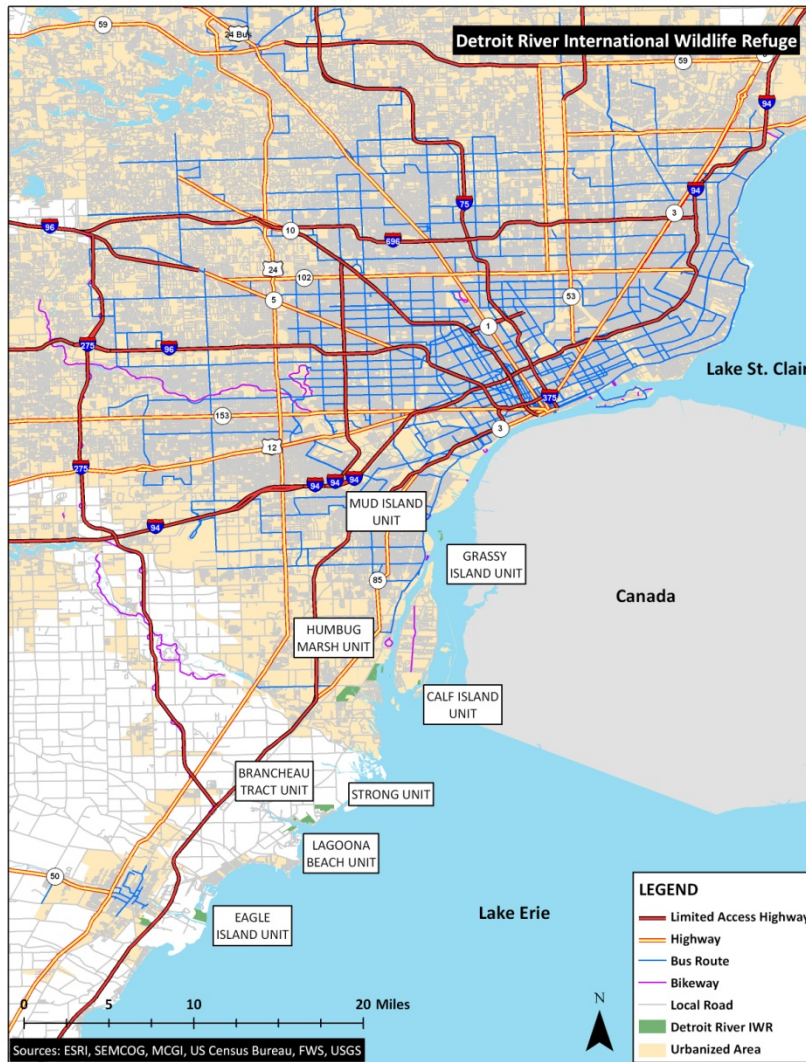 Detroit River International Wildlife Refuge
59
24 Bus
59
94
75
94
3
96
10
696
24
102
5
53
1
275
96
Lake St. Clair
375
153
3
12
275
94
94
94
94
MUD ISLAND
UNIT
GRASSY
ISLAND UNIT
85
Canada
HUMBUG
MARSH UNIT
CALF ISLAND
UNIT
BRANCHEAU
TRACT UNIT
STRONG UNIT
LAGOONA
BEACH UNIT
50
EAGLE
ISLAND UNIT
Lake Erie
LEGEND
Limited Access Highway
Highway
Bus Route
Bikeway
Local Road
Detroit River IWR
Urbanized Area
N
0 5 10 20 Miles
Sources: ESRI, SEMCOG, MCGI, US Census Bureau, FWS, USGS